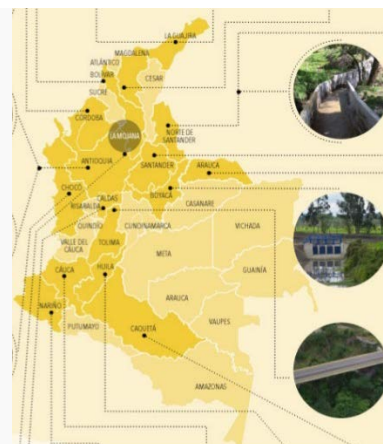 LA GUAJIRA
MAGDALENA
ATLÁNTICO
BOLÍVAR
CESAR
SUCRE
CÓRDOBA
LA MOJANA
NORTE DE
SANTANDER
ANTIOQUIA
SANTANDER
ARAUCA
CHOCÓ
CALDAS
BOYACÁ
RISARALDA
CASANARE
QUINDÍO
CUNDINAMARCA
VICHADA
VALLE DEL
CAUCA
TOLIMA
META
GUAINÍA
CAUCA
HUILA
ARAUCA
NARIÑO
VAUPES
PUTUMAYO
CAQUETÁ
AMAZONAS